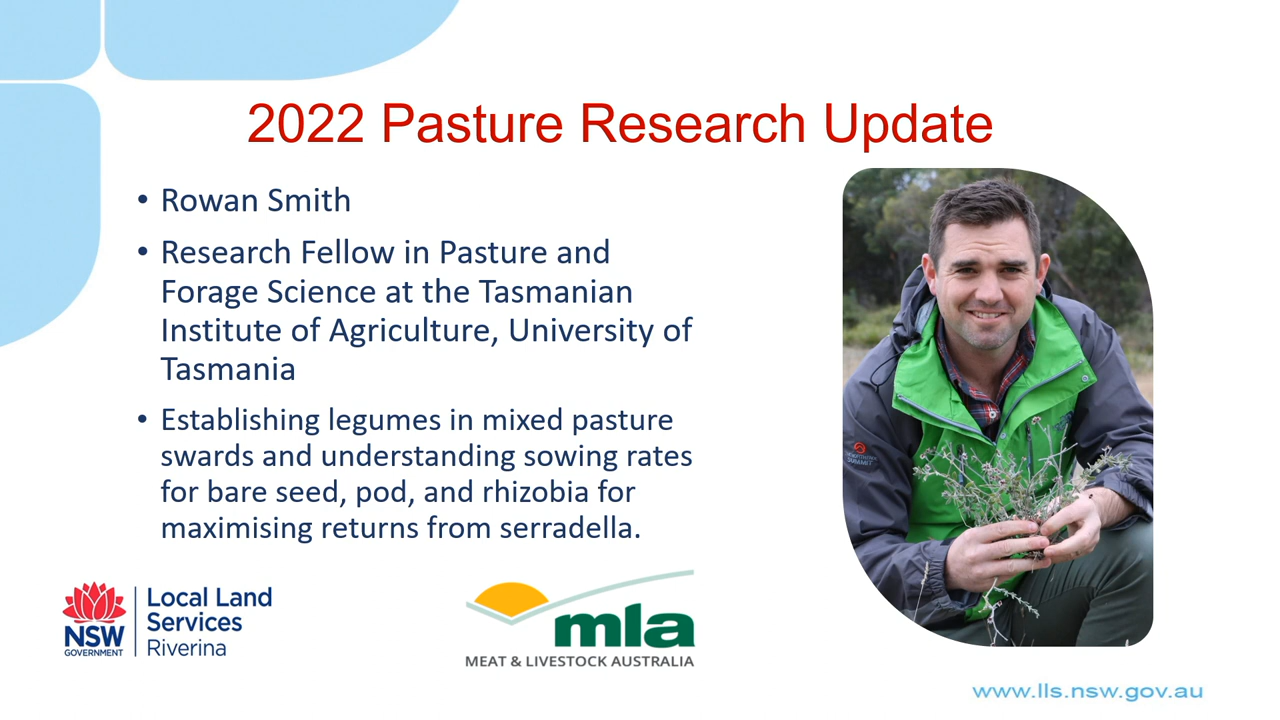 2022 Pasture Research Update
• Rowan Smith
• Research Fellow in Pasture and
Forage Science at the Tasmanian
Institute of Agriculture, University of
Tasmania
• Establishing legumes in mixed pasture
swards and understanding sowing rates
for bare seed, pod, and rhizobia for
maximising returns from serradella.
NSW
GOVERNMENT
Local Land
Services
Riverina
mla
MEAT & LIVESTOCK AUSTRALIA
SUMMIT
www.lls.nsw.gov.au